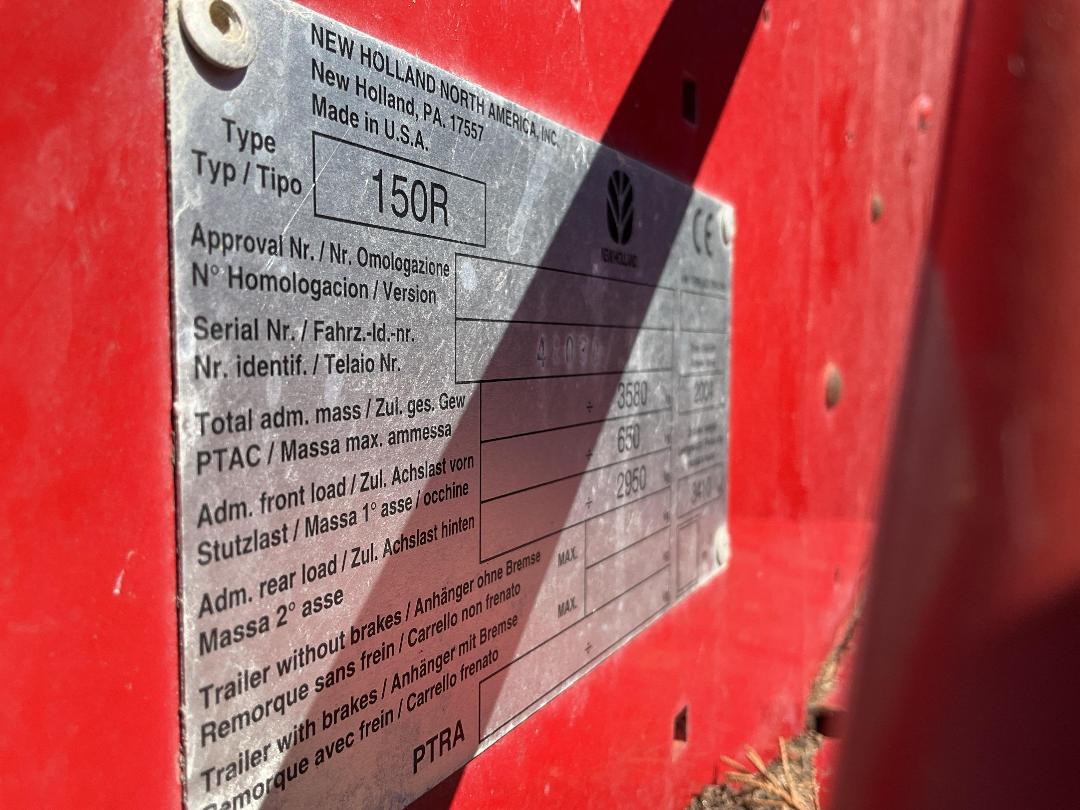 NEW HOLLAND NORTH AMERICA, INC.
New Holland, PA. 17557
Made in U.S.A.
Type
Typ / Tipo
150R
NEW HOLLAND
CE
Approval Nr. / Nr. Omologazione
N° Homologacion / Version
Serial Nr. / Fahrz.-Id.-nr.
Nr. identif. / Telaio Nr.
Total adm. mass / Zul. ges. Gew
PTAC / Massa max. ammessa
÷ 3580
Adm. front load / Zul. Achslast vorn
Stutzlast / Massa 1° asse / occhine
÷ 650
Adm. rear load / Zul. Achslast hinten
Massa 2° asse
÷ 2950
Trailer without brakes / Anhänger ohne Bremse
Remorque sans frein / Carrello non frenato
MAX.
Trailer with brakes / Anhänger mit Bremse
Remorque avec frein / Carrello frenato
MAX.
PTRA
÷